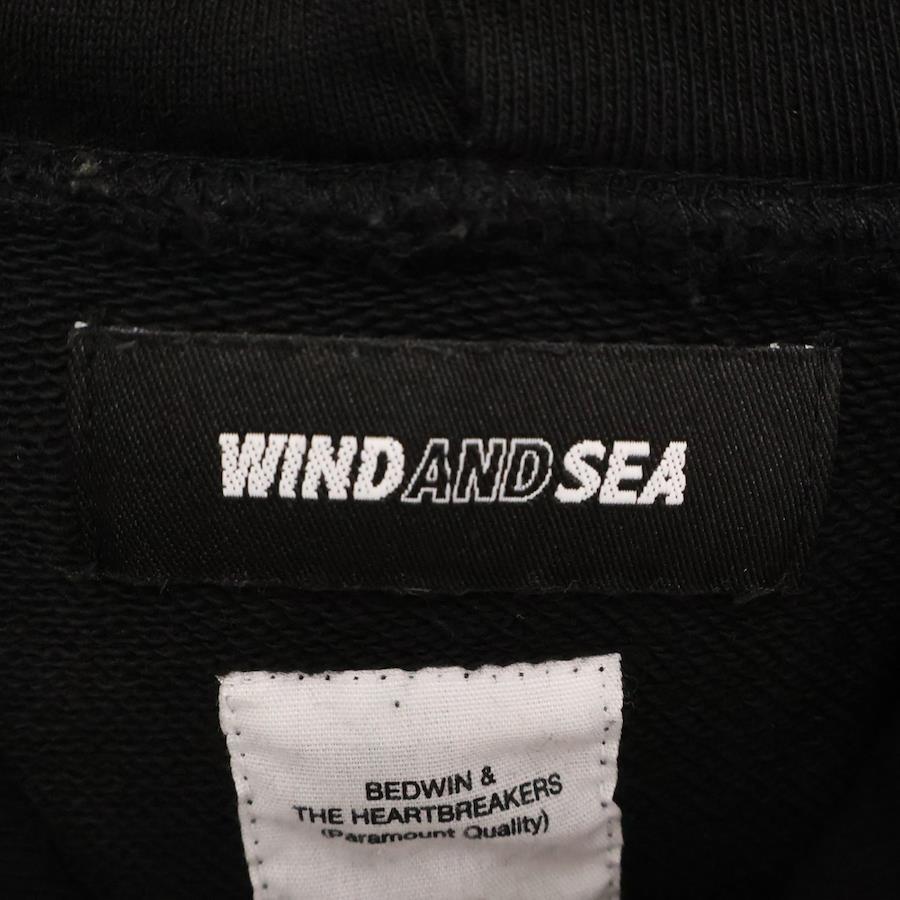 WINDANDSEA
BEDWIN &
THE HEARTBREAKERS
(Paramount Quality)